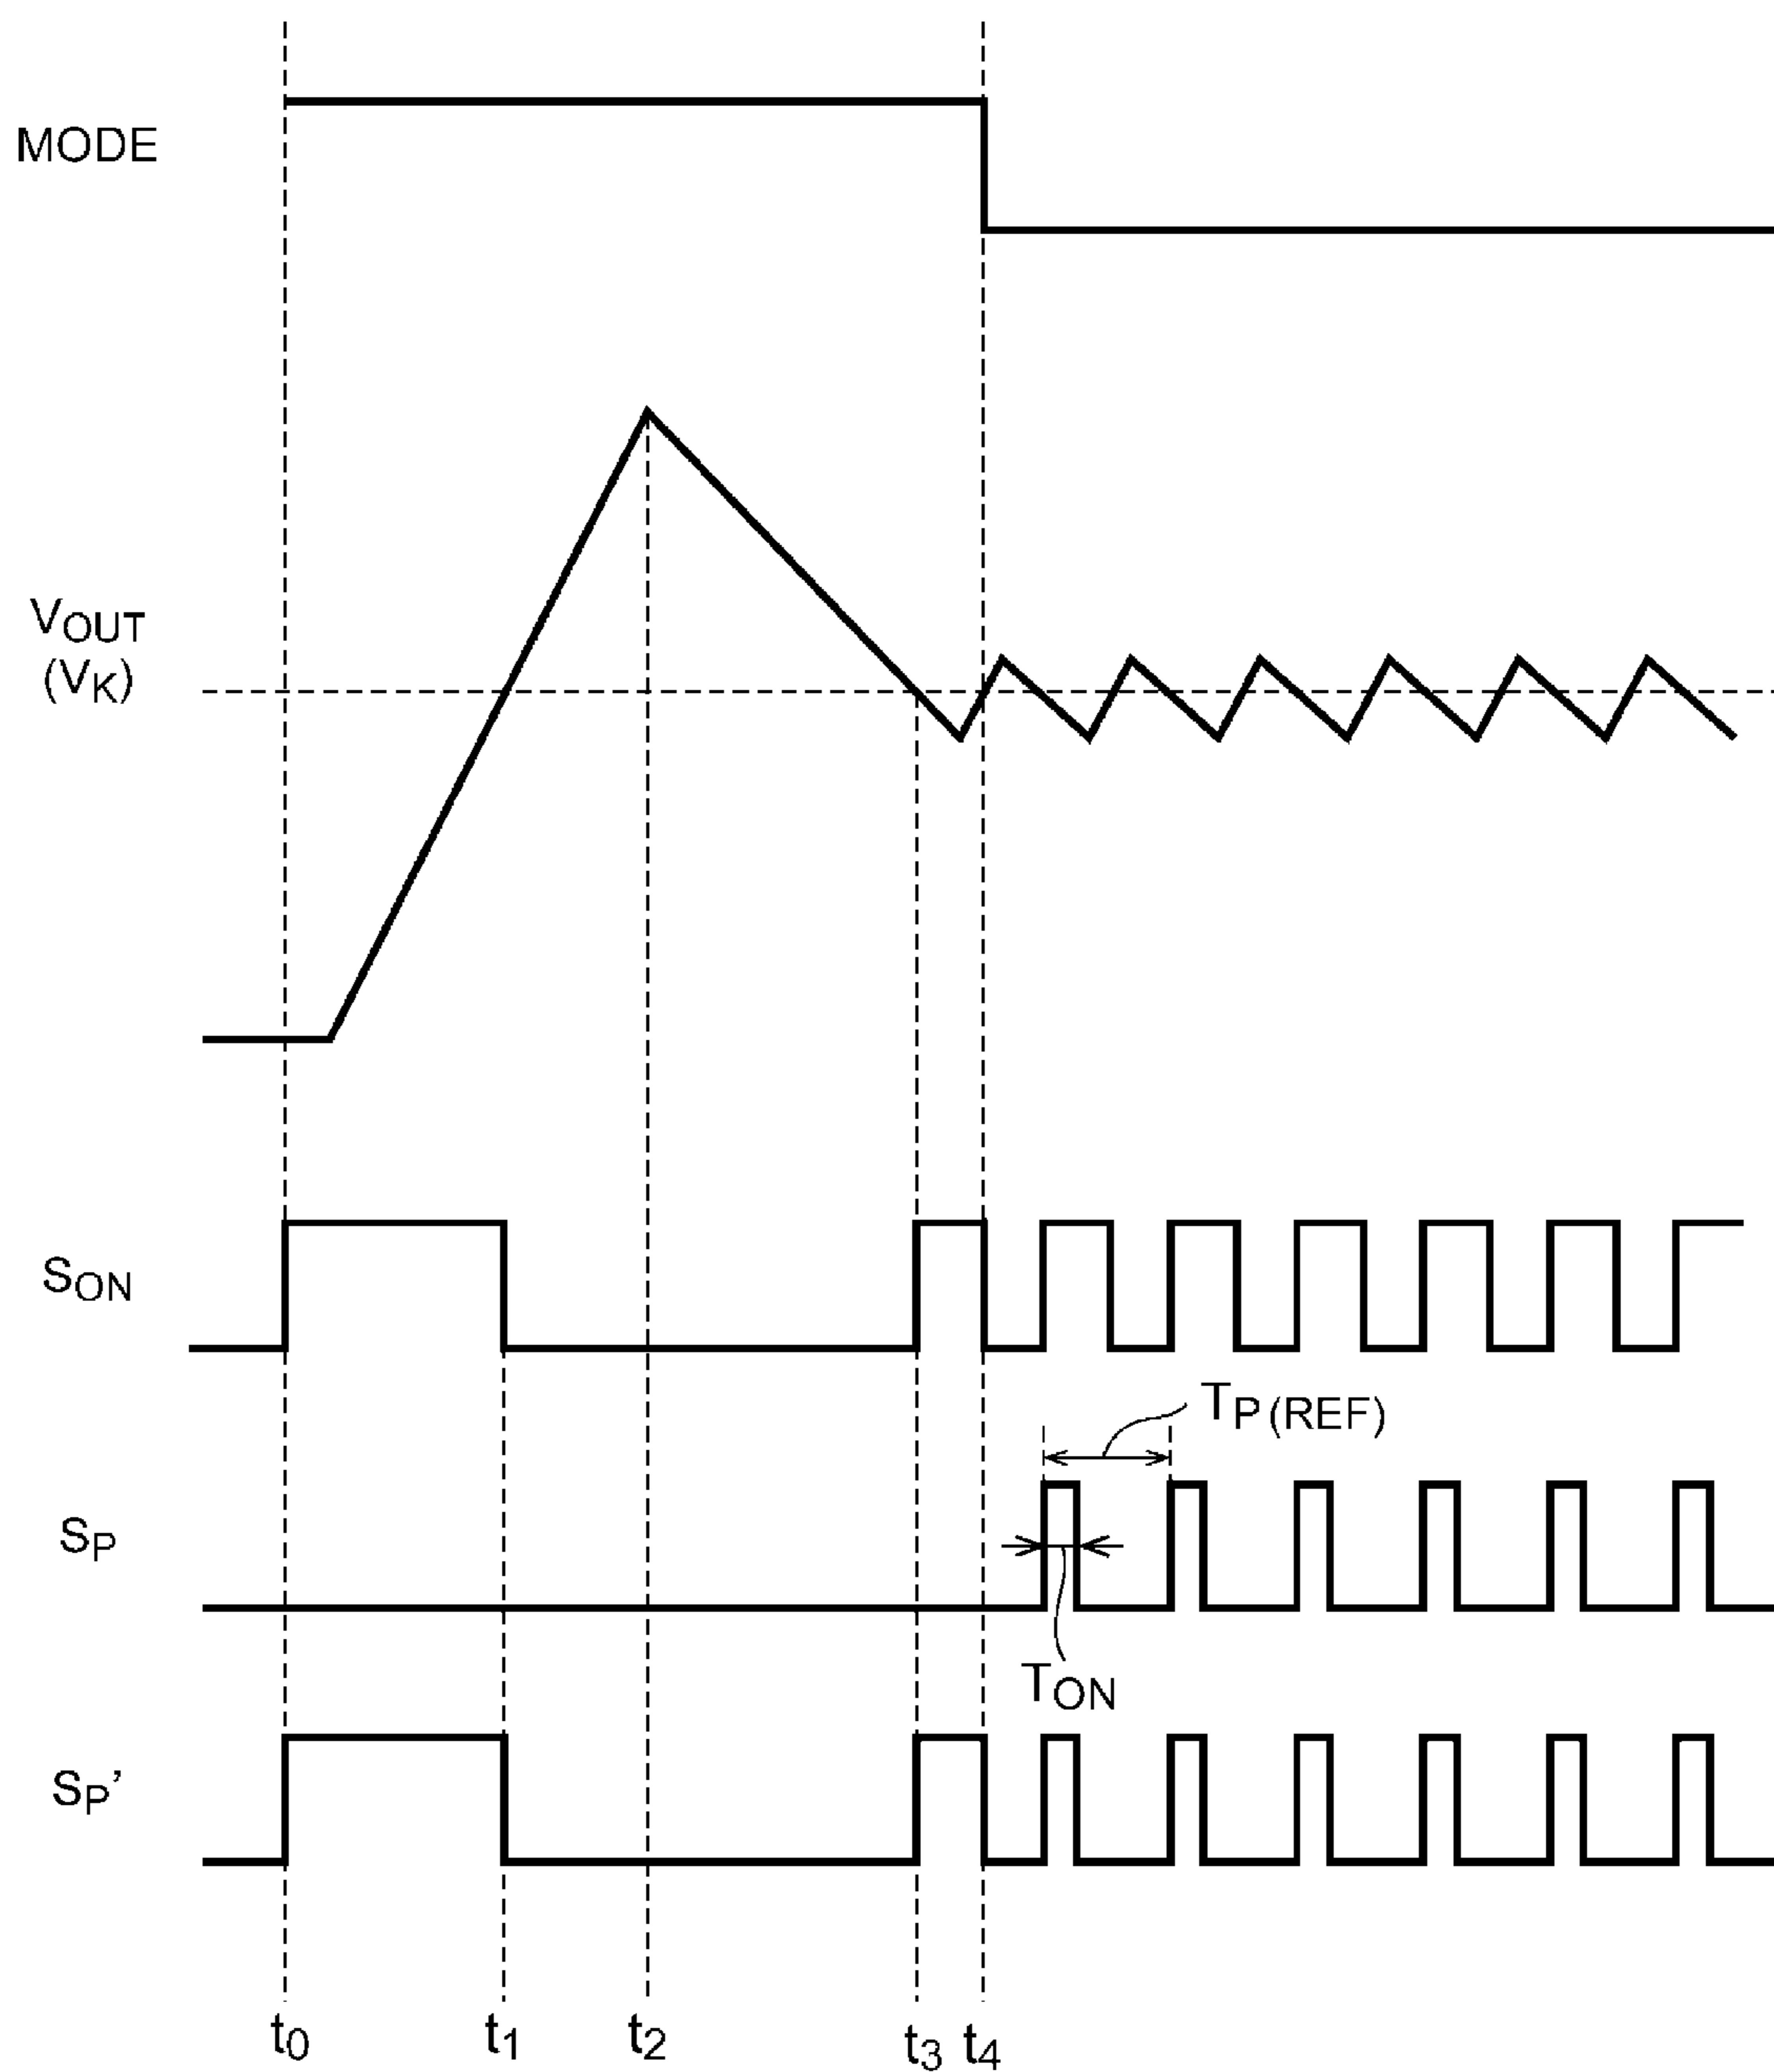 MODE
VOUT
(VK)
SON
TP(REF)
SP
TON
SP’
t0 t1 t2 t3 t4